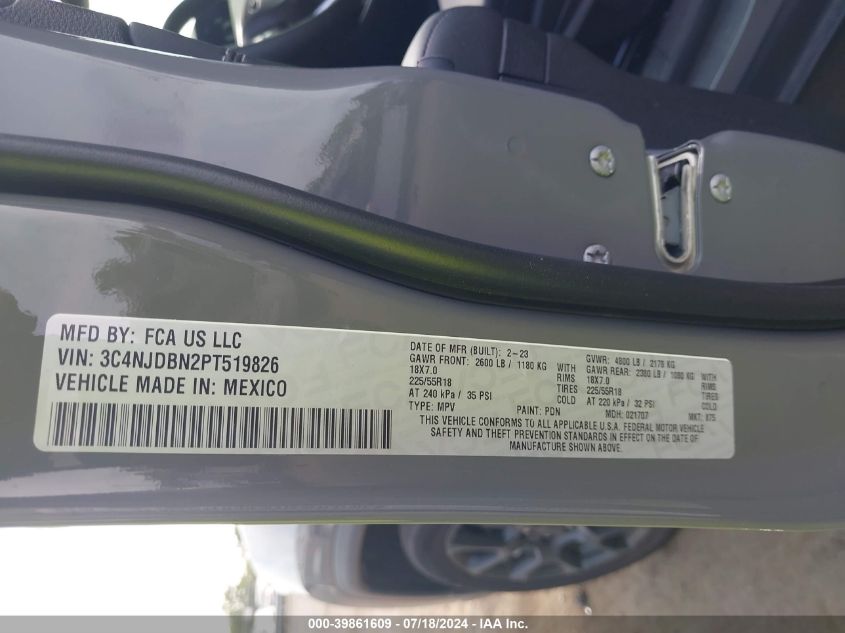 MFD BY: FCA US LLC
VIN: 3C4NJDBN2PT519826
VEHICLE MADE IN: MEXICO
DATE OF MFR (BUILT): 2-23
GVWR: 4800 LB / 2176 KG
GAWR FRONT: 2600 LB / 1180 KG WITH
GAWR REAR: 2380 LB / 1080 KG WITH
18X7.0 RIMS
18X7.0 RIMS
225/55R18 TIRES
225/55R18 TIRES
AT 240 kPa / 35 PSI COLD
AT 220 kPa / 32 PSI COLD
TYPE: MPV PAINT: PDN MDH: 021707 MKT: X75
THIS VEHICLE CONFORMS TO ALL APPLICABLE U.S.A. FEDERAL MOTOR VEHICLE
SAFETY AND THEFT PREVENTION STANDARDS IN EFFECT ON THE DATE OF
MANUFACTURE SHOWN ABOVE.
000-39861609 - 07/18/2024 - IAA Inc.